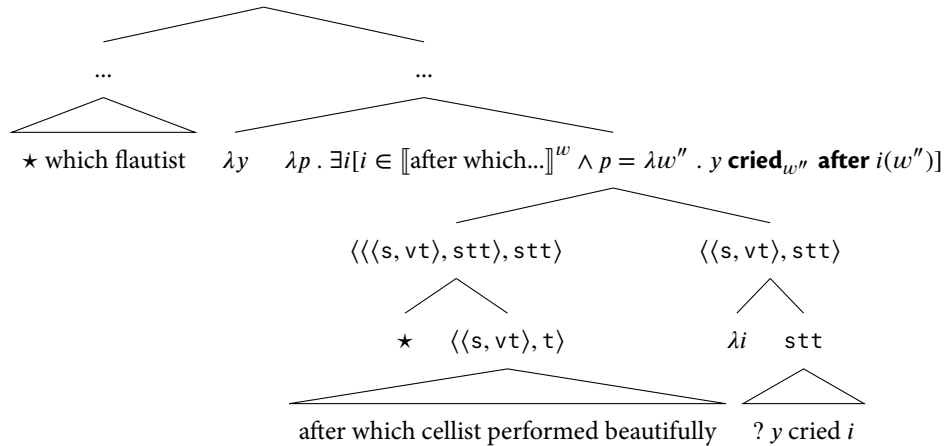 ... ...
⋆ which flautist λy λp . ∃i[i ∈ ⟦after which...⟧ʷ ∧ p = λw″ . y cried_w″ after i(w″)]
⟨⟨⟨s, vt⟩, stt⟩, stt⟩ ⟨⟨s, vt⟩, stt⟩
⋆ ⟨⟨s, vt⟩, t⟩ λi stt
after which cellist performed beautifully ? y cried i